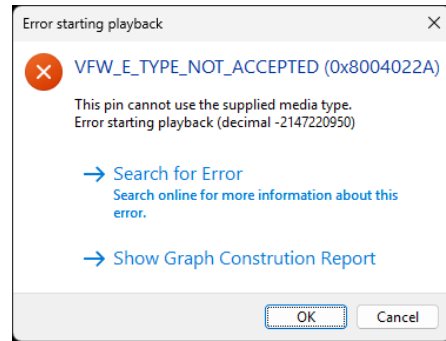 Error starting playback
VFW_E_TYPE_NOT_ACCEPTED (0x8004022A)
This pin cannot use the supplied media type.
Error starting playback (decimal -2147220950)
Search for Error
Search online for more information about this
error.
Show Graph Constrution Report
OK
Cancel